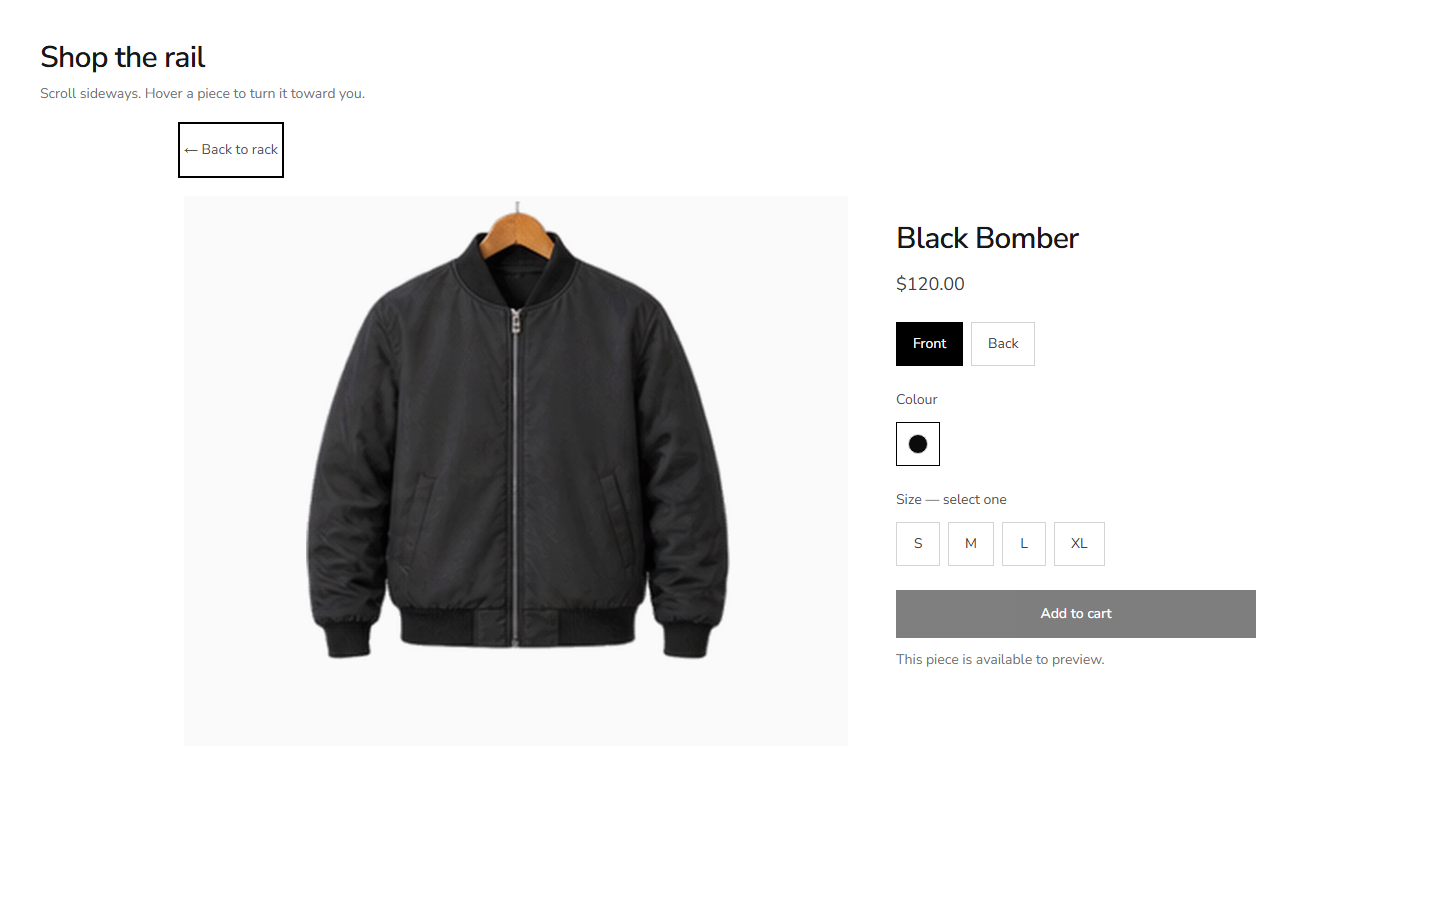 Shop the rail
Scroll sideways. Hover a piece to turn it toward you.
← Back to rack
Black Bomber
$120.00
Front
Back
Colour
Size — select one
S
M
L
XL
Add to cart
This piece is available to preview.